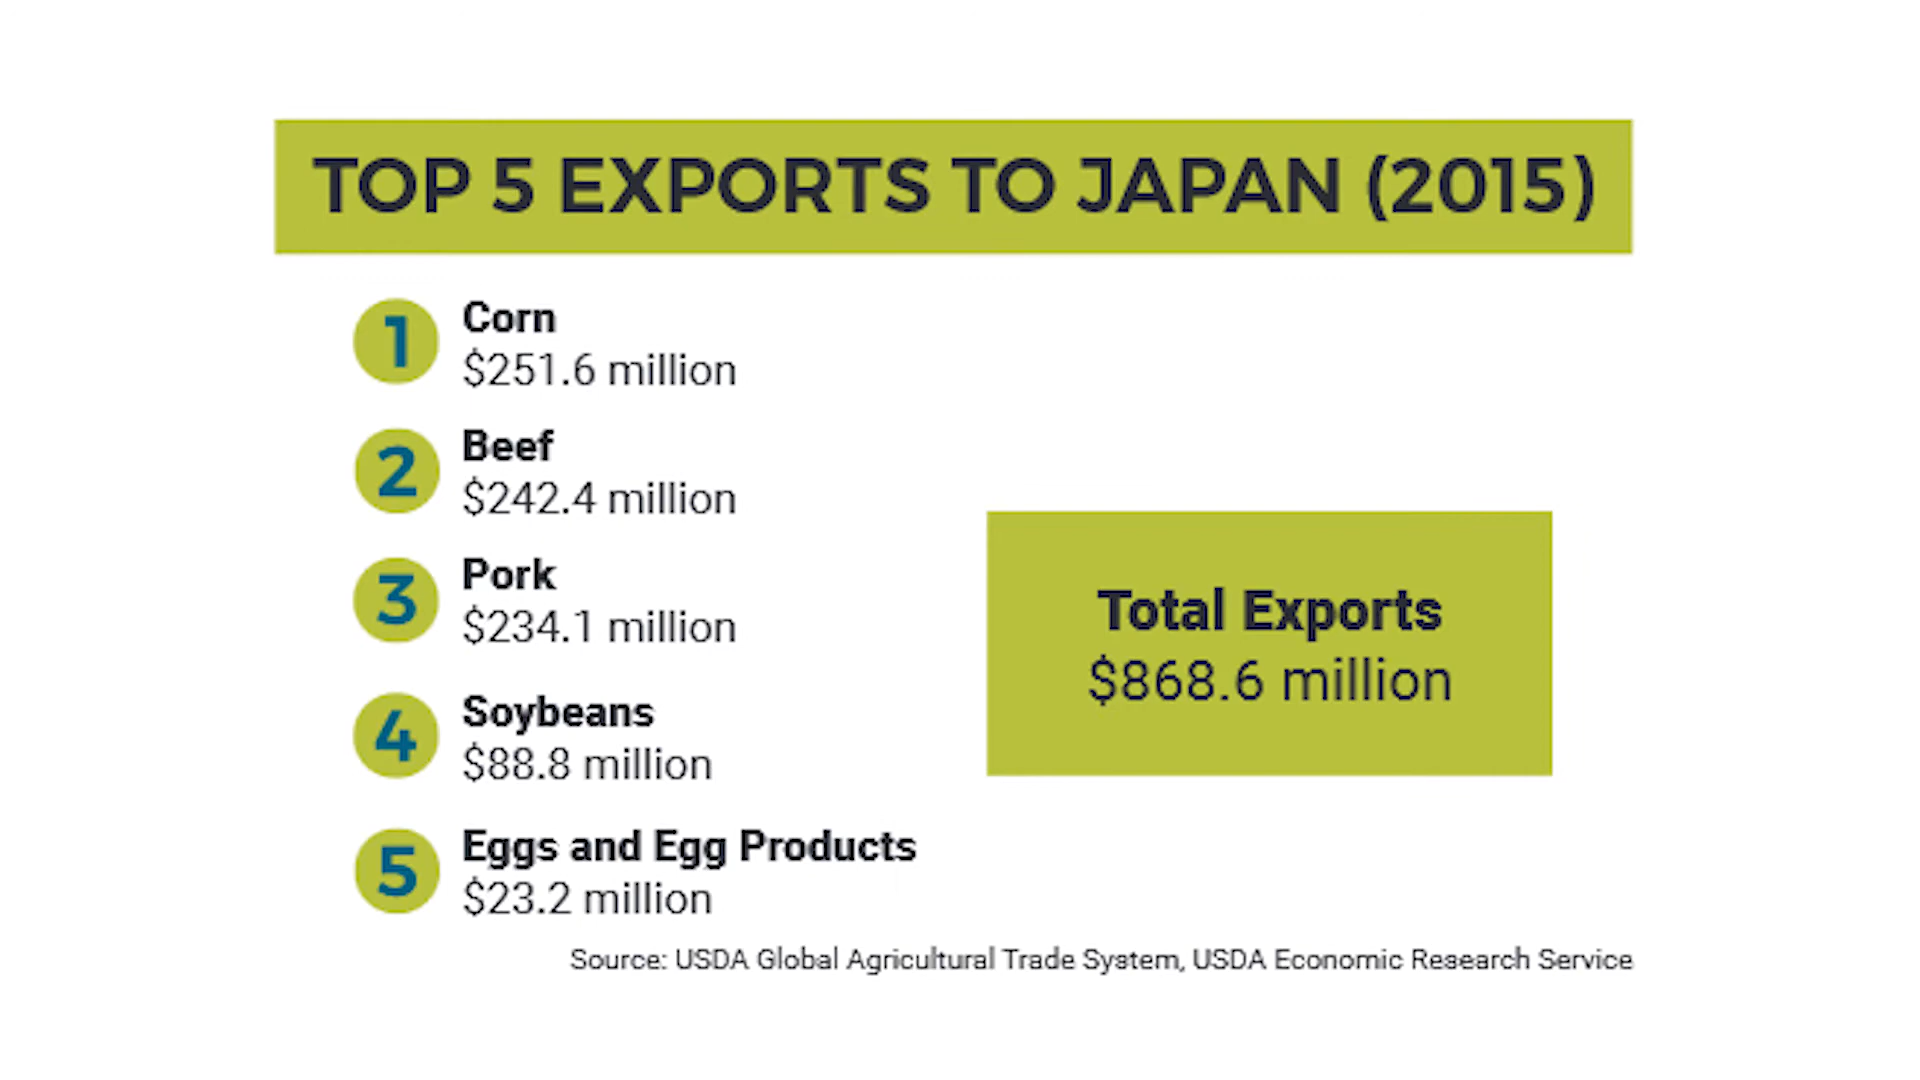 TOP 5 EXPORTS TO JAPAN (2015)
1
Corn
$251.6 million
2
Beef
$242.4 million
3
Pork
$234.1 million
4
Soybeans
$88.8 million
5
Eggs and Egg Products
$23.2 million
Total Exports
$868.6 million
Source: USDA Global Agricultural Trade System, USDA Economic Research Service